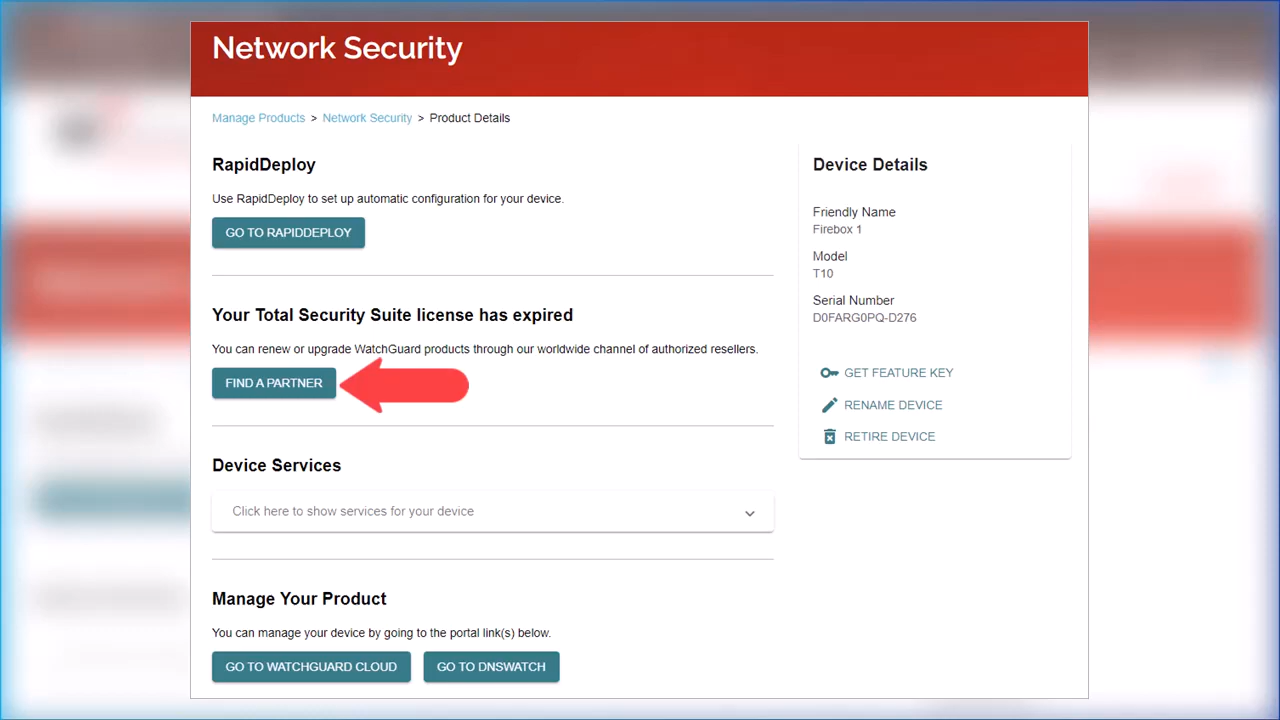 Network Security
Manage Products > Network Security > Product Details
RapidDeploy
Use RapidDeploy to set up automatic configuration for your device.
GO TO RAPIDDEPLOY
Your Total Security Suite license has expired
You can renew or upgrade WatchGuard products through our worldwide channel of authorized resellers.
FIND A PARTNER
Device Services
Click here to show services for your device
Manage Your Product
You can manage your device by going to the portal link(s) below.
GO TO WATCHGUARD CLOUD
GO TO DNSWATCH
Device Details
Friendly Name
Firebox 1
Model
T10
Serial Number
D0FARG0PQ-D276
GET FEATURE KEY
RENAME DEVICE
RETIRE DEVICE